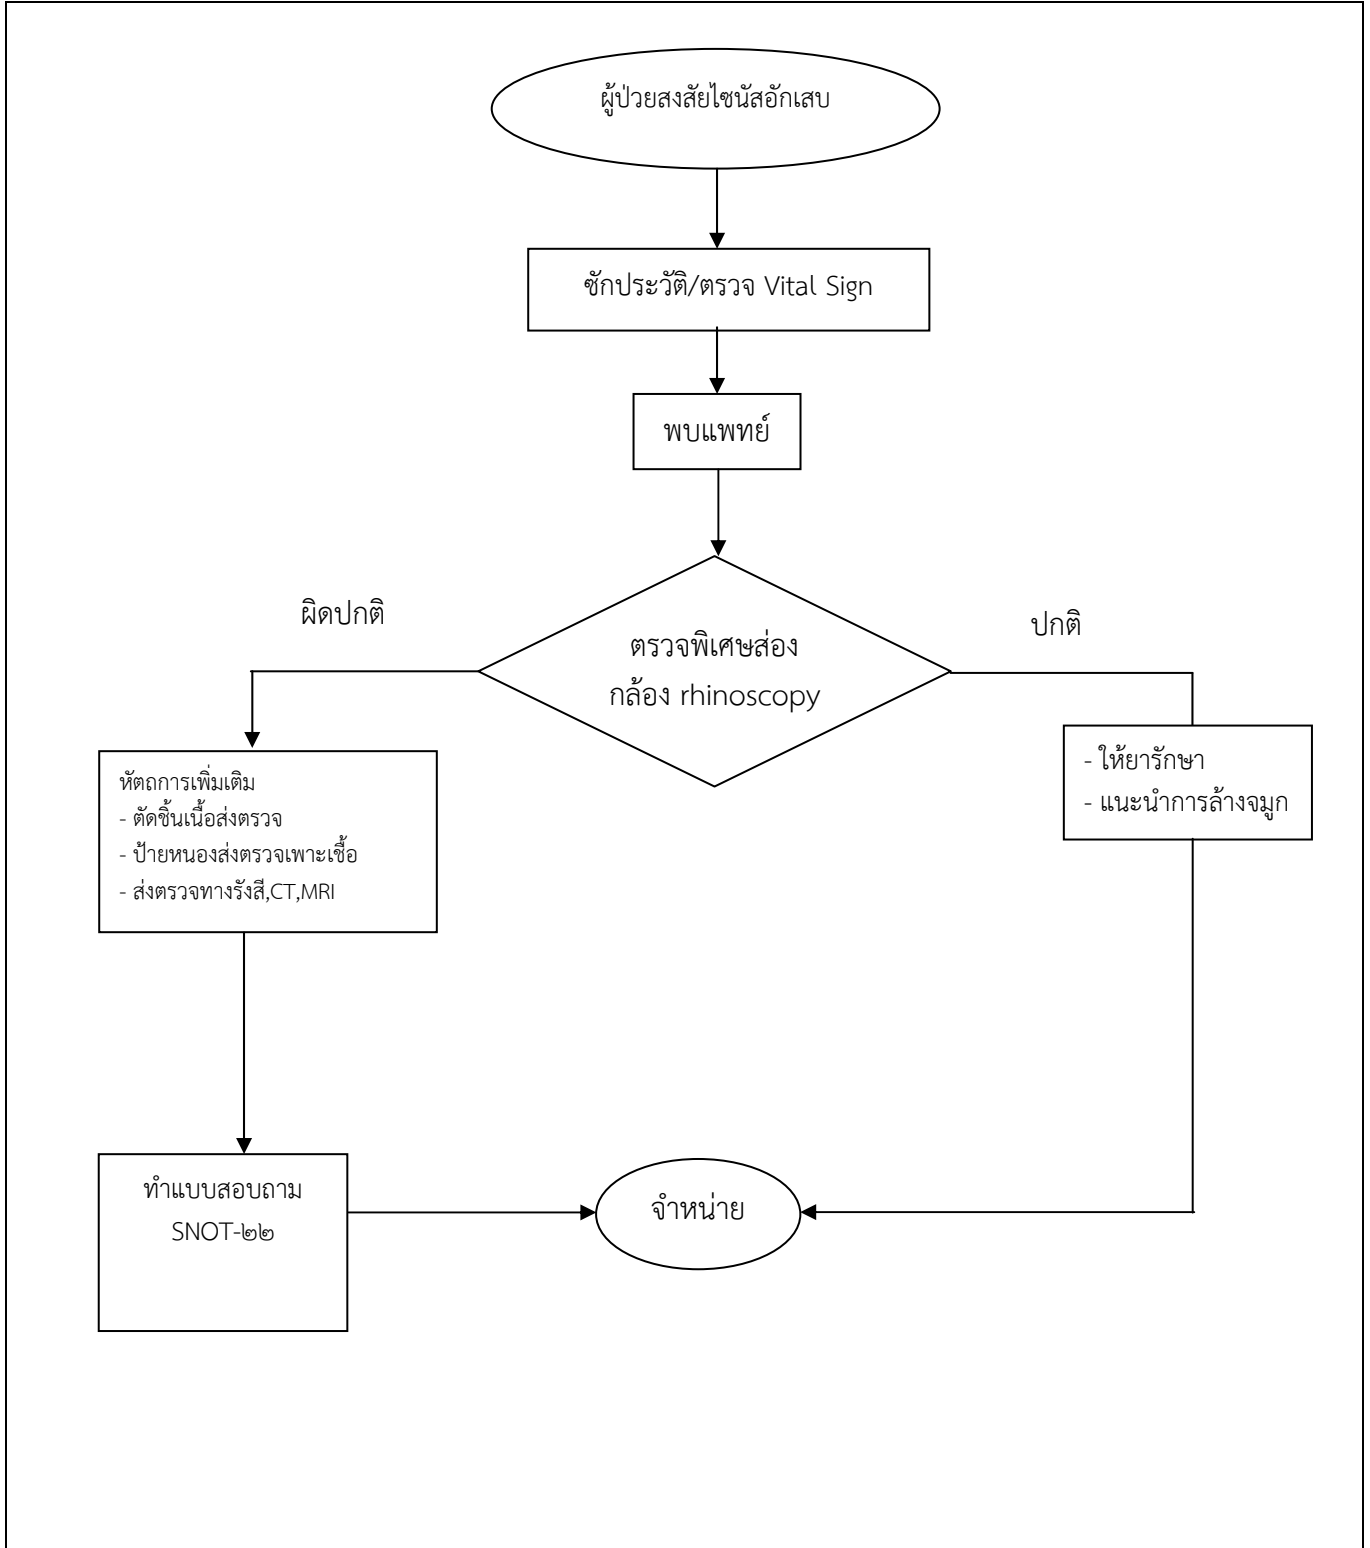 ผู้ป่วยสงสัยไซนัสอักเสบ
ซักประวัติ/ตรวจ Vital Sign
พบแพทย์
ตรวจพิเศษส่อง
กล้อง rhinoscopy
ผิดปกติ
ปกติ
หัตถการเพิ่มเติม
- ตัดชิ้นเนื้อส่งตรวจ
- ป้ายหนองส่งตรวจเพาะเชื้อ
- ส่งตรวจทางรังสี,CT,MRI
- ให้ยารักษา
- แนะนำการล้างจมูก
ทำแบบสอบถาม
SNOT-๒๒
จำหน่าย